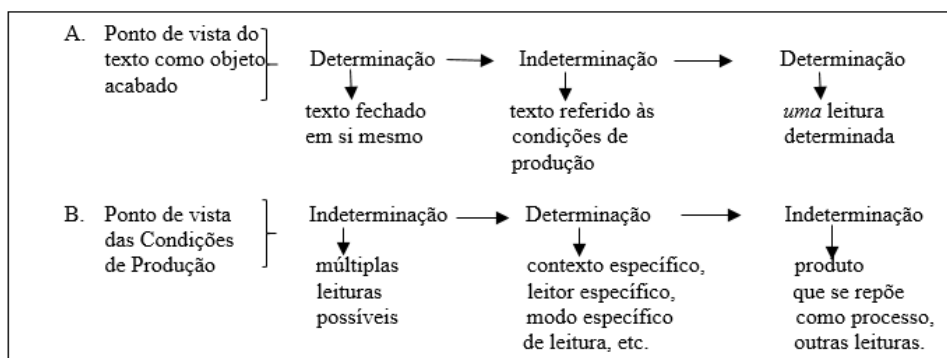 A. Ponto de vista do
texto como objeto
acabado
Determinação Indeterminação Determinação
texto fechado texto referido às uma leitura
em si mesmo condições de determinada
produção
B. Ponto de vista
das Condições
de Produção
Indeterminação Determinação Indeterminação
múltiplas contexto específico, produto
leituras leitor específico, que se repõe
possíveis modo específico como processo,
de leitura, etc. outras leituras.